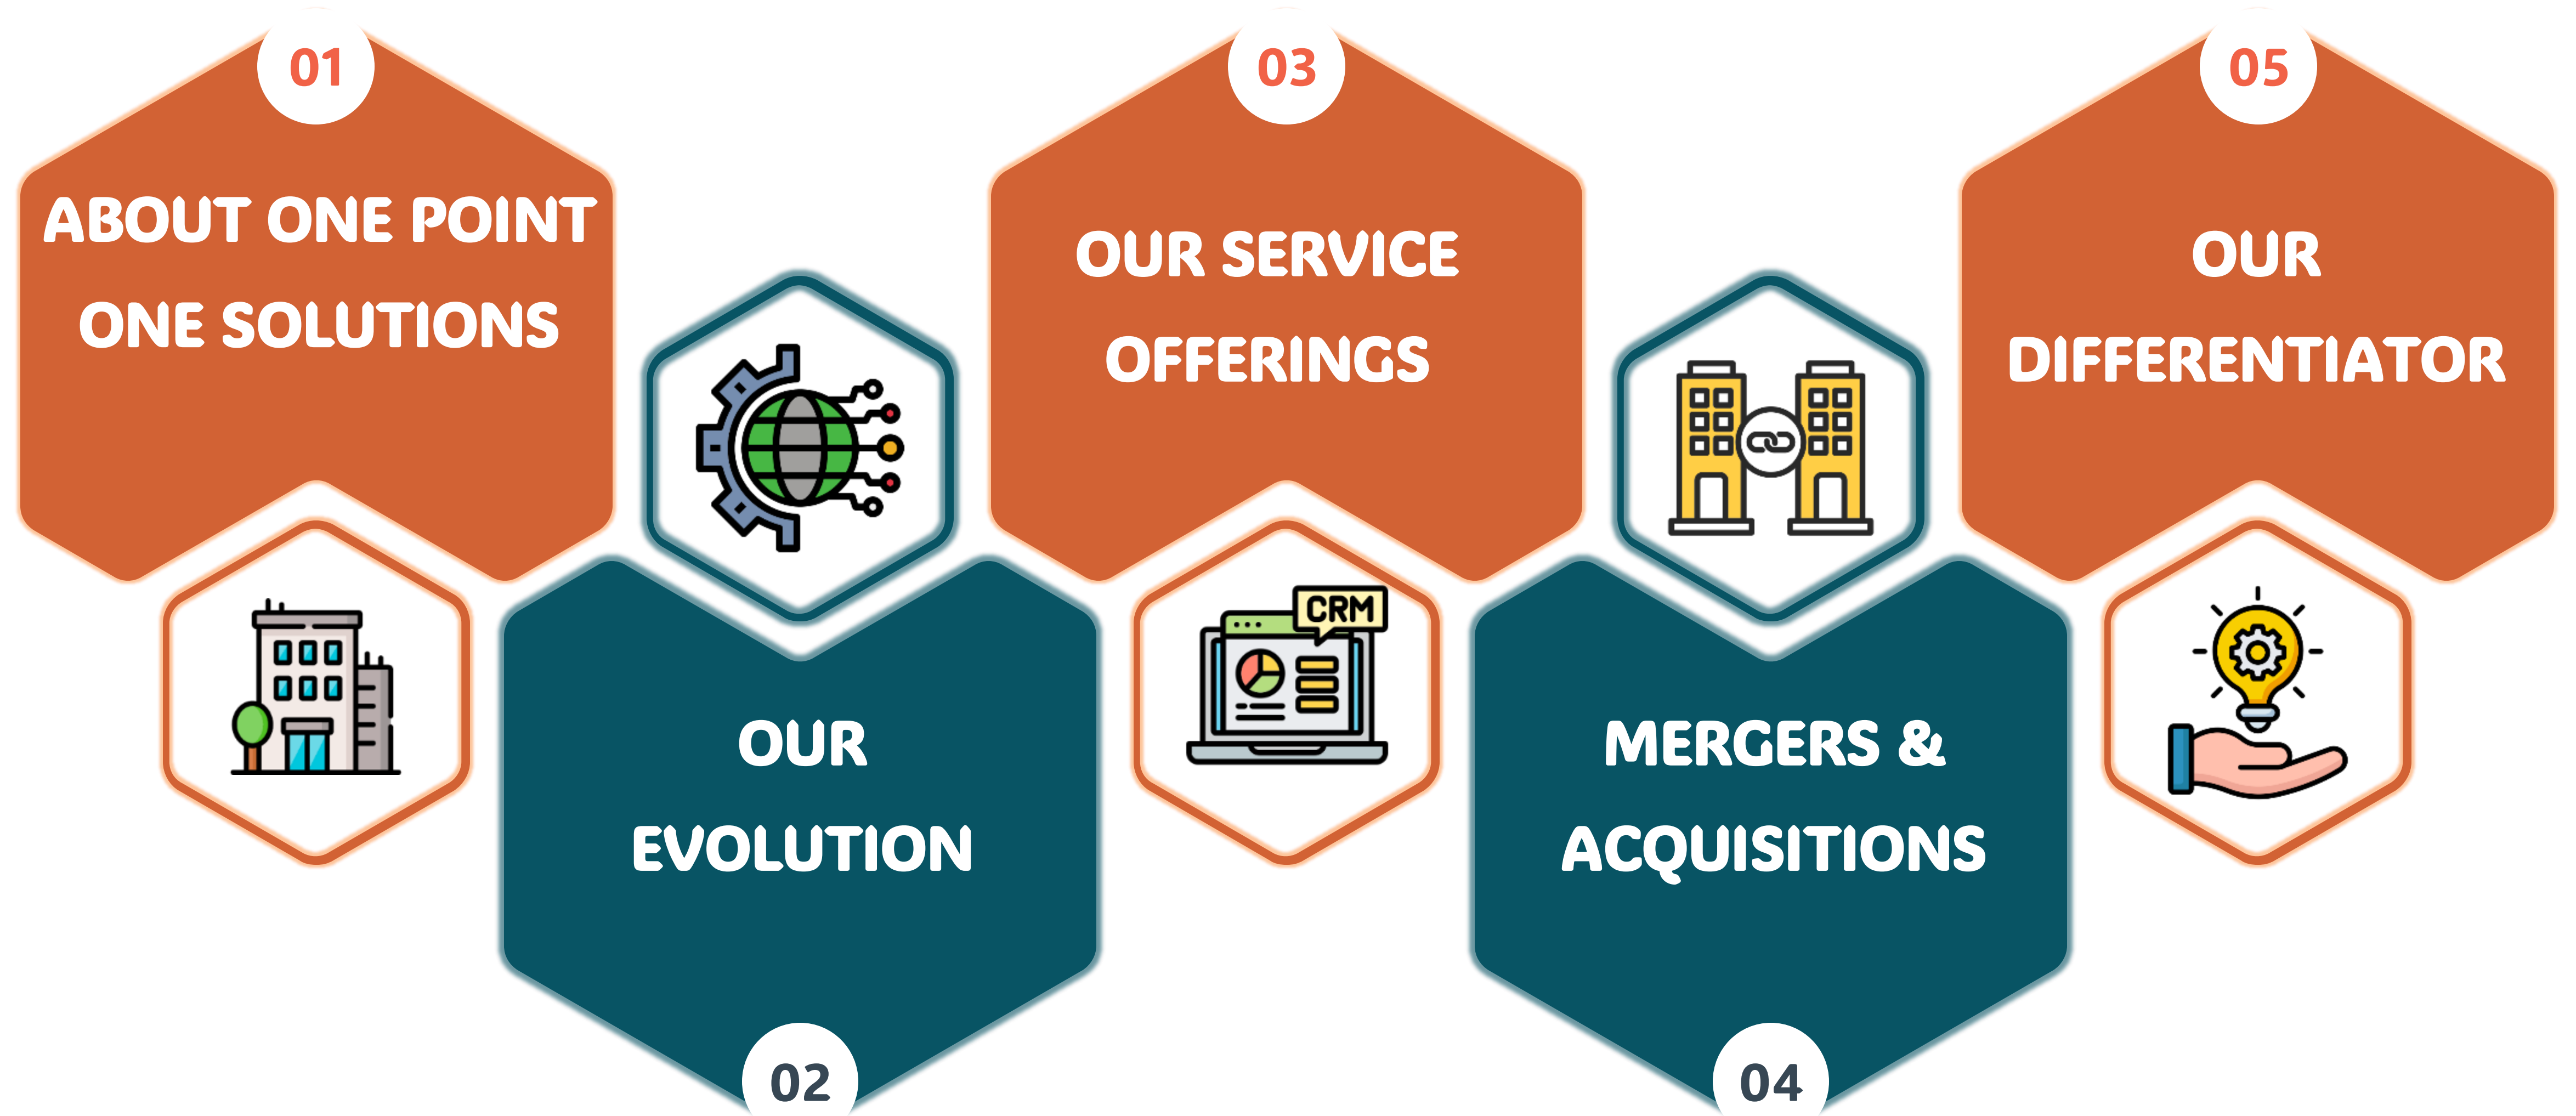 01
ABOUT ONE POINT
ONE SOLUTIONS
OUR
EVOLUTION
02
03
OUR SERVICE
OFFERINGS
CRM
MERGERS &
ACQUISITIONS
04
05
OUR
DIFFERENTIATOR